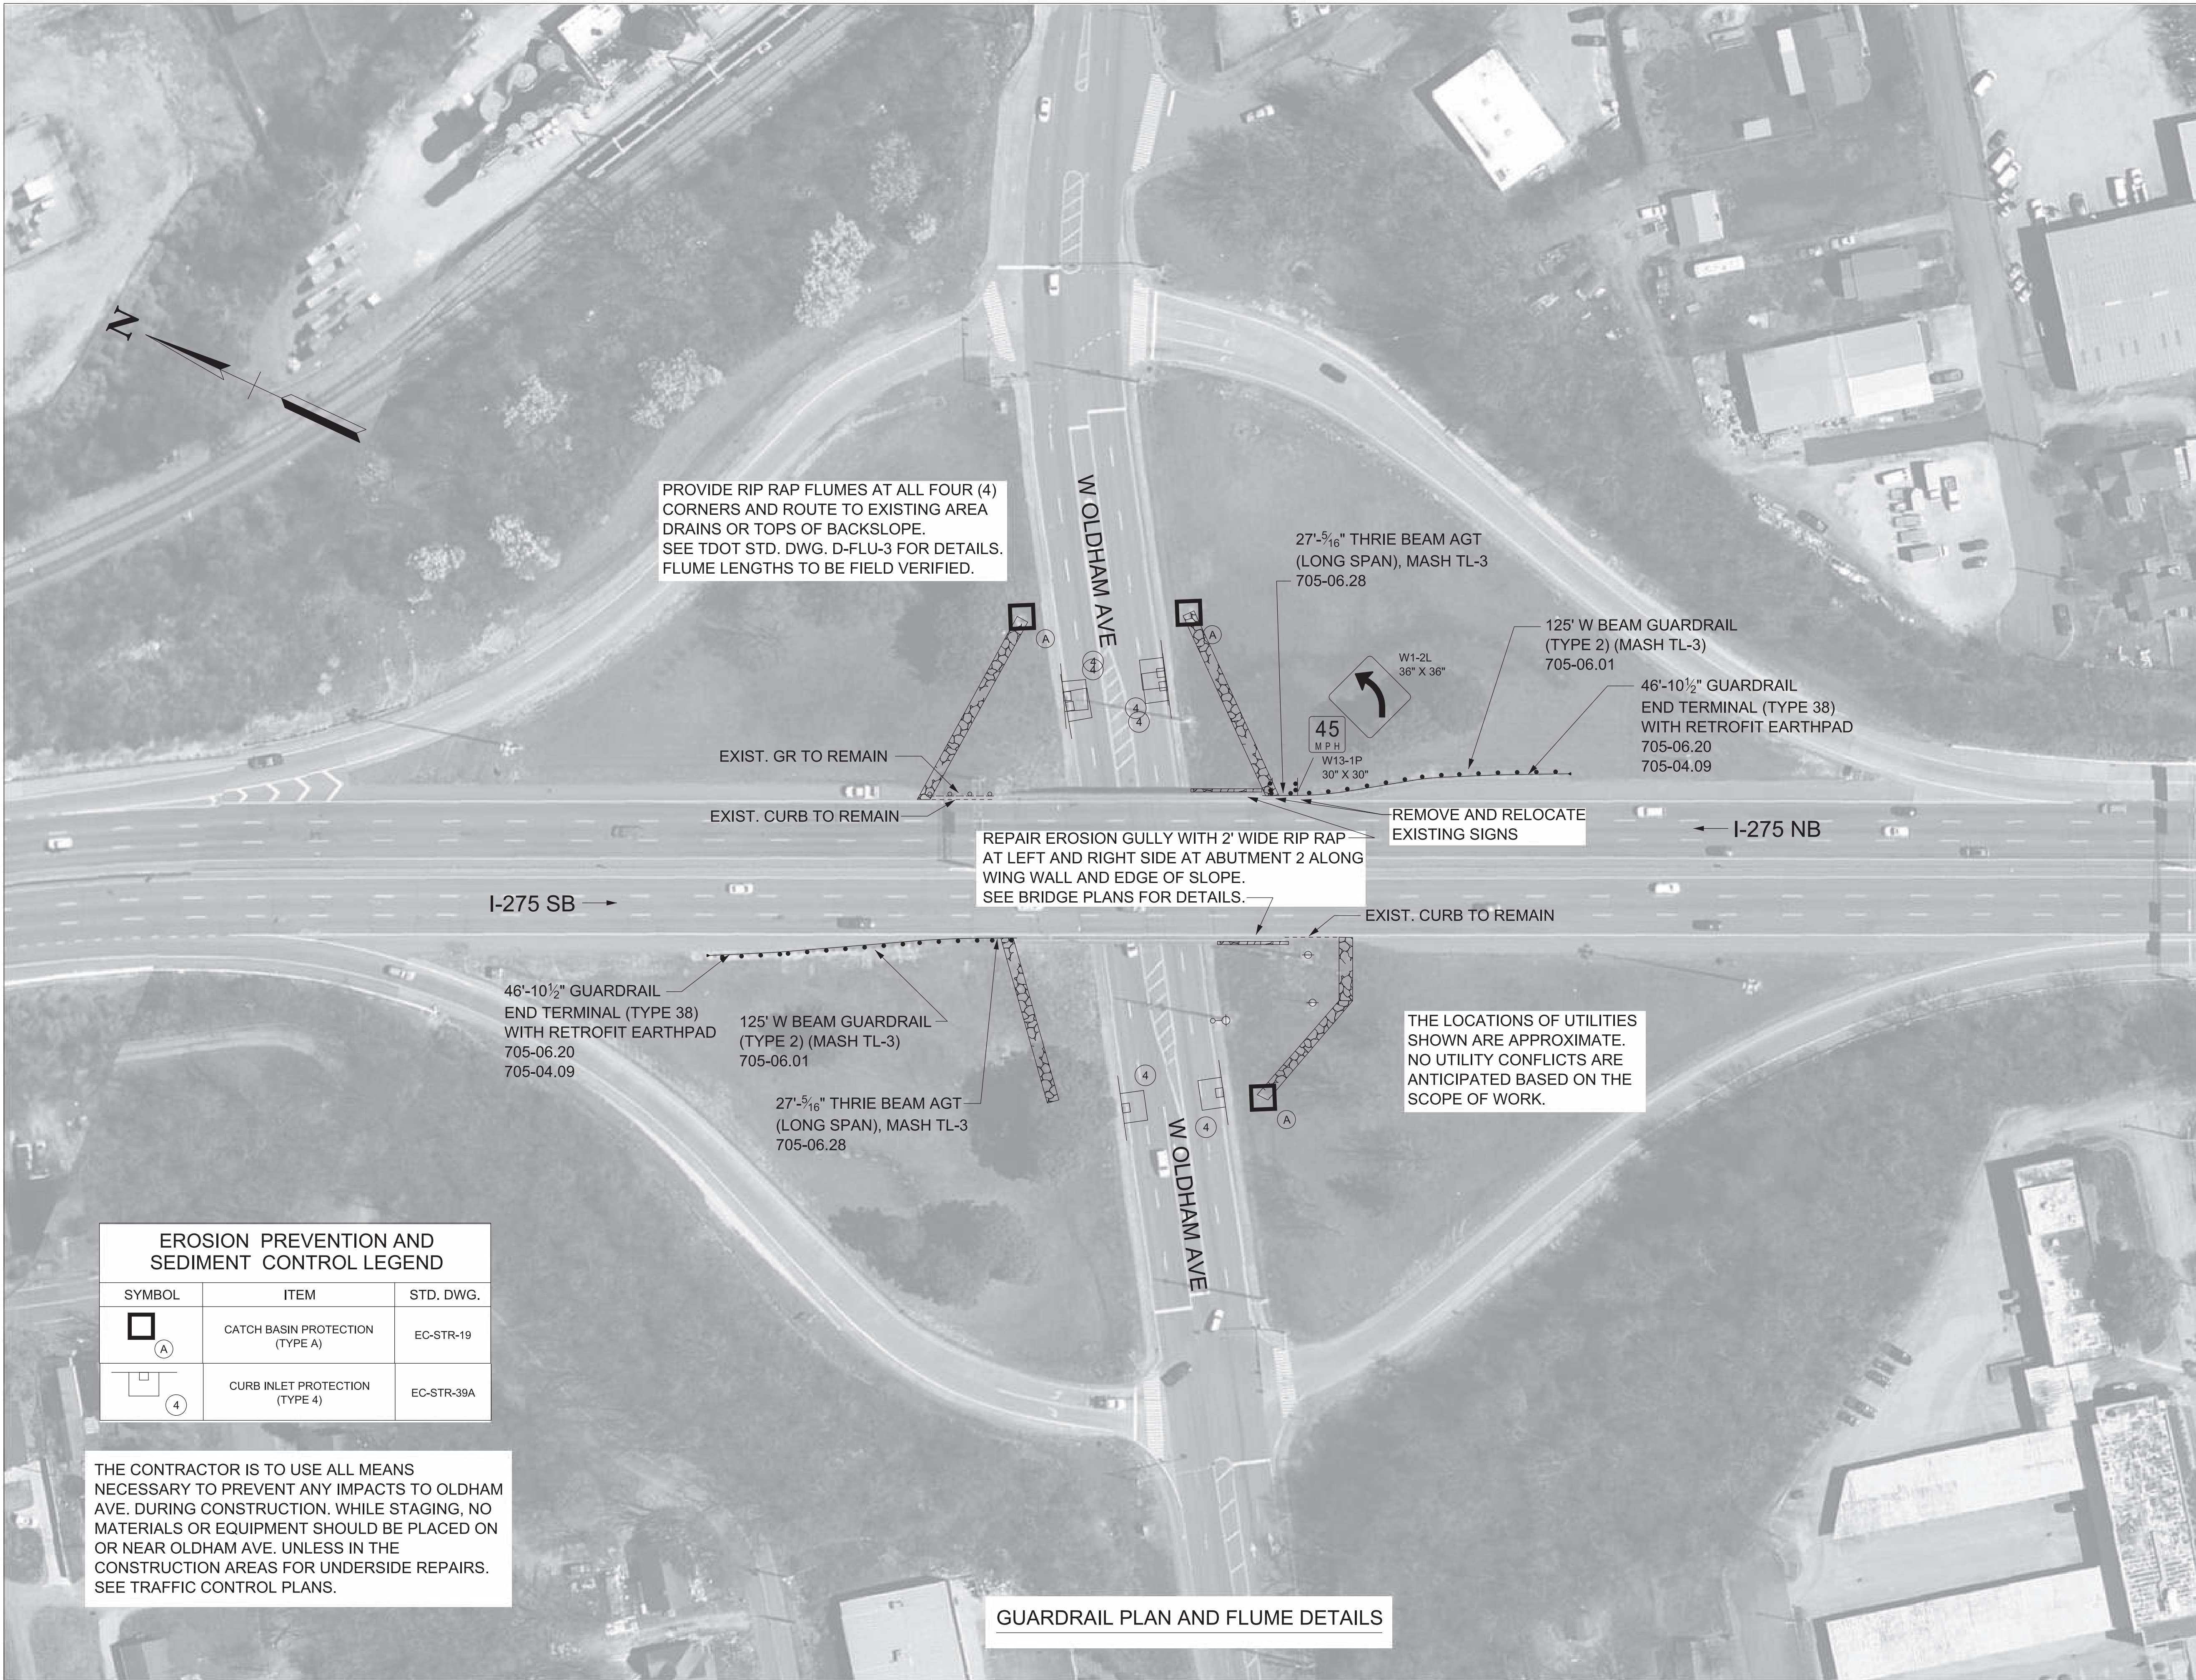 N
PROVIDE RIP RAP FLUMES AT ALL FOUR (4)
CORNERS AND ROUTE TO EXISTING AREA
DRAINS OR TOPS OF BACKSLOPE.
SEE TDOT STD. DWG. D-FLU-3 FOR DETAILS.
FLUME LENGTHS TO BE FIELD VERIFIED.
W OLDHAM AVE
27'-5/16" THRIE BEAM AGT
(LONG SPAN), MASH TL-3
705-06.28
125' W BEAM GUARDRAIL
(TYPE 2) (MASH TL-3)
705-06.01
46'-10 1/2" GUARDRAIL
END TERMINAL (TYPE 38)
WITH RETROFIT EARTHPAD
705-06.20
705-04.09
A
A
4
4
4
4
W1-2L
36" X 36"
45
MPH
W13-1P
30" X 30"
EXIST. GR TO REMAIN
EXIST. CURB TO REMAIN
REMOVE AND RELOCATE
EXISTING SIGNS
I-275 NB
REPAIR EROSION GULLY WITH 2' WIDE RIP RAP
AT LEFT AND RIGHT SIDE AT ABUTMENT 2 ALONG
WING WALL AND EDGE OF SLOPE.
SEE BRIDGE PLANS FOR DETAILS.
I-275 SB
EXIST. CURB TO REMAIN
46'-10 1/2" GUARDRAIL
END TERMINAL (TYPE 38)
WITH RETROFIT EARTHPAD
705-06.20
705-04.09
125' W BEAM GUARDRAIL
(TYPE 2) (MASH TL-3)
705-06.01
27'-5/16" THRIE BEAM AGT
(LONG SPAN), MASH TL-3
705-06.28
4
4
A
W OLDHAM AVE
THE LOCATIONS OF UTILITIES
SHOWN ARE APPROXIMATE.
NO UTILITY CONFLICTS ARE
ANTICIPATED BASED ON THE
SCOPE OF WORK.
EROSION PREVENTION AND
SEDIMENT CONTROL LEGEND
SYMBOL ITEM STD. DWG.
A
CATCH BASIN PROTECTION
(TYPE A)
EC-STR-19
4
CURB INLET PROTECTION
(TYPE 4)
EC-STR-39A
THE CONTRACTOR IS TO USE ALL MEANS
NECESSARY TO PREVENT ANY IMPACTS TO OLDHAM
AVE. DURING CONSTRUCTION. WHILE STAGING, NO
MATERIALS OR EQUIPMENT SHOULD BE PLACED ON
OR NEAR OLDHAM AVE. UNLESS IN THE
CONSTRUCTION AREAS FOR UNDERSIDE REPAIRS.
SEE TRAFFIC CONTROL PLANS.
GUARDRAIL PLAN AND FLUME DETAILS